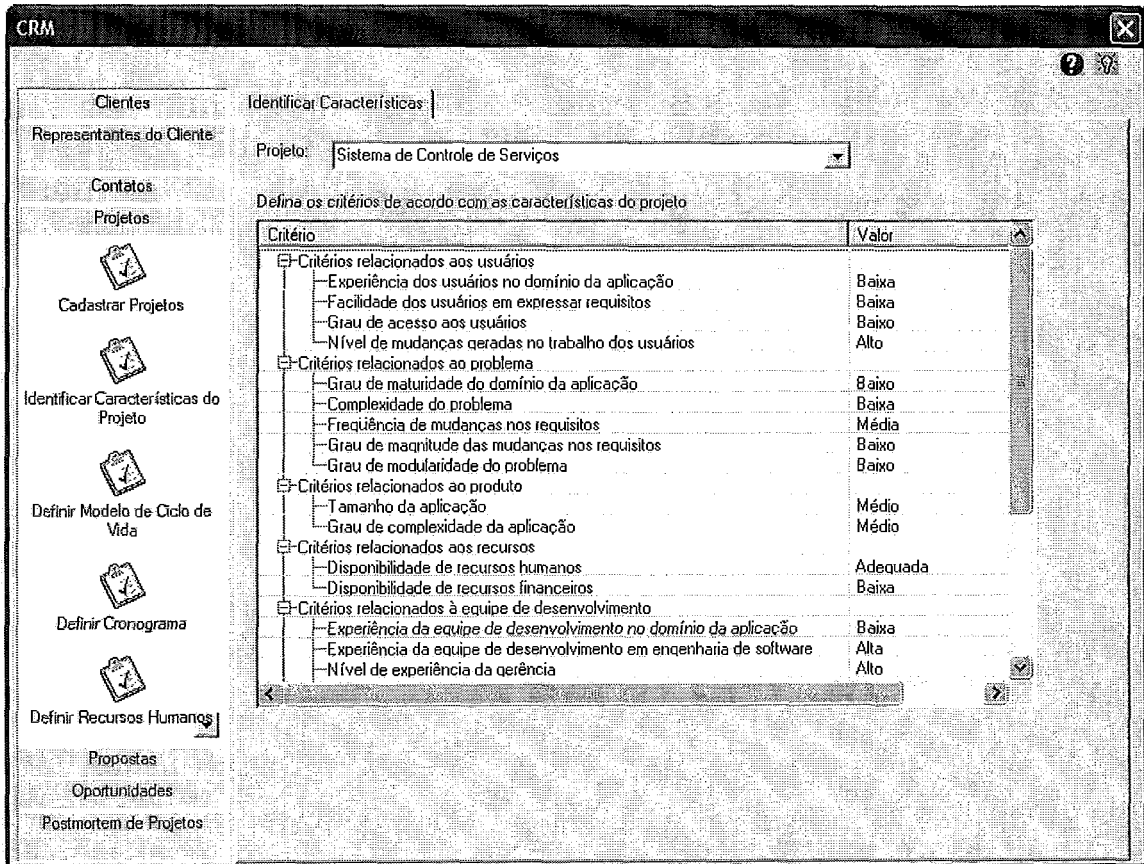 CRM
Clientes
Representantes do Cliente
Contatos
Projetos
Cadastrar Projetos
Identificar Características do
Projeto
Definir Modelo de Ciclo de
Vida
Definir Cronograma
Definir Recursos Humanos
Propostas
Oportunidades
Postmortem de Projetos
Identificar Características
Projeto: Sistema de Controle de Serviços
Defina os critérios de acordo com as características do projeto
Critério Valor
Critérios relacionados aos usuários
Experiência dos usuários no domínio da aplicação Baixa
Facilidade dos usuários em expressar requisitos Baixa
Grau de acesso aos usuários Baixo
Nível de mudanças geradas no trabalho dos usuários Alto
Critérios relacionados ao problema
Grau de maturidade do domínio da aplicação Baixo
Complexidade do problema Baixa
Freqüência de mudanças nos requisitos Média
Grau de magnitude das mudanças nos requisitos Baixo
Grau de modularidade do problema Baixo
Critérios relacionados ao produto
Tamanho da aplicação Médio
Grau de complexidade da aplicação Médio
Critérios relacionados aos recursos
Disponibilidade de recursos humanos Adequada
Disponibilidade de recursos financeiros Baixa
Critérios relacionados à equipe de desenvolvimento
Experiência da equipe de desenvolvimento no domínio da aplicação Baixa
Experiência da equipe de desenvolvimento em engenharia de software Alta
Nível de experiência da gerência Alto